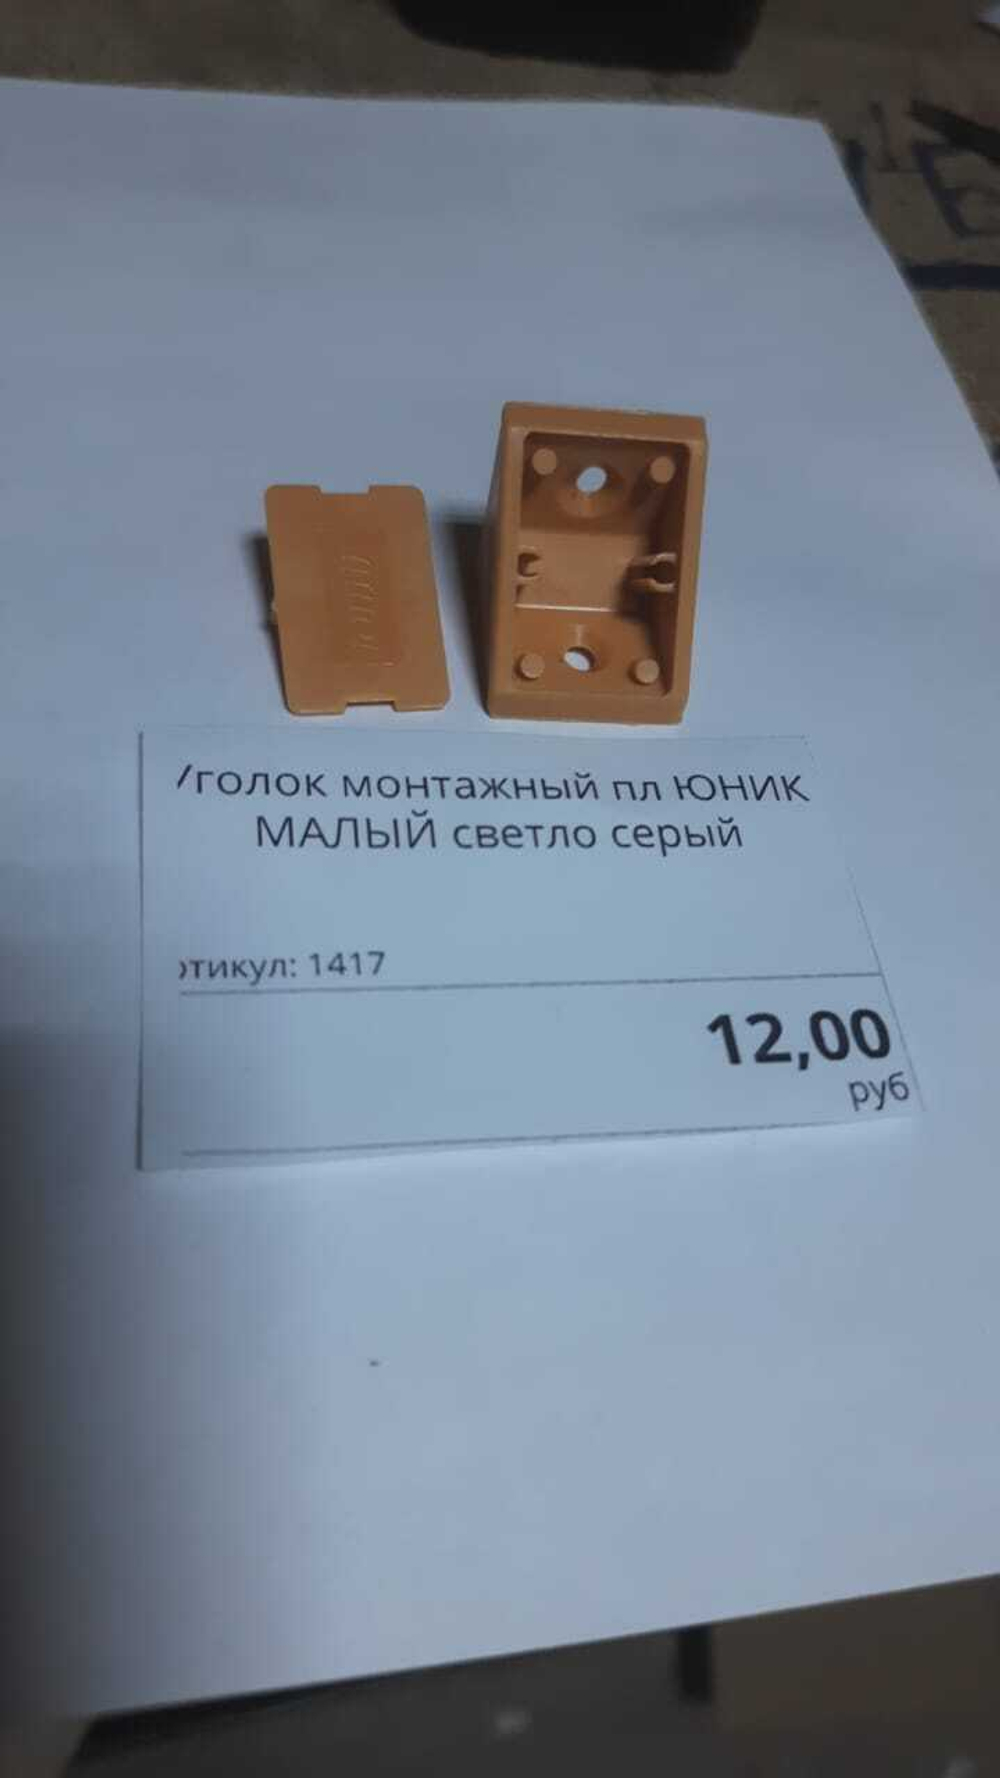 голок монтажный пл ЮНИК
МАЛЫЙ светло серый
тикул: 1417
12,00
руб